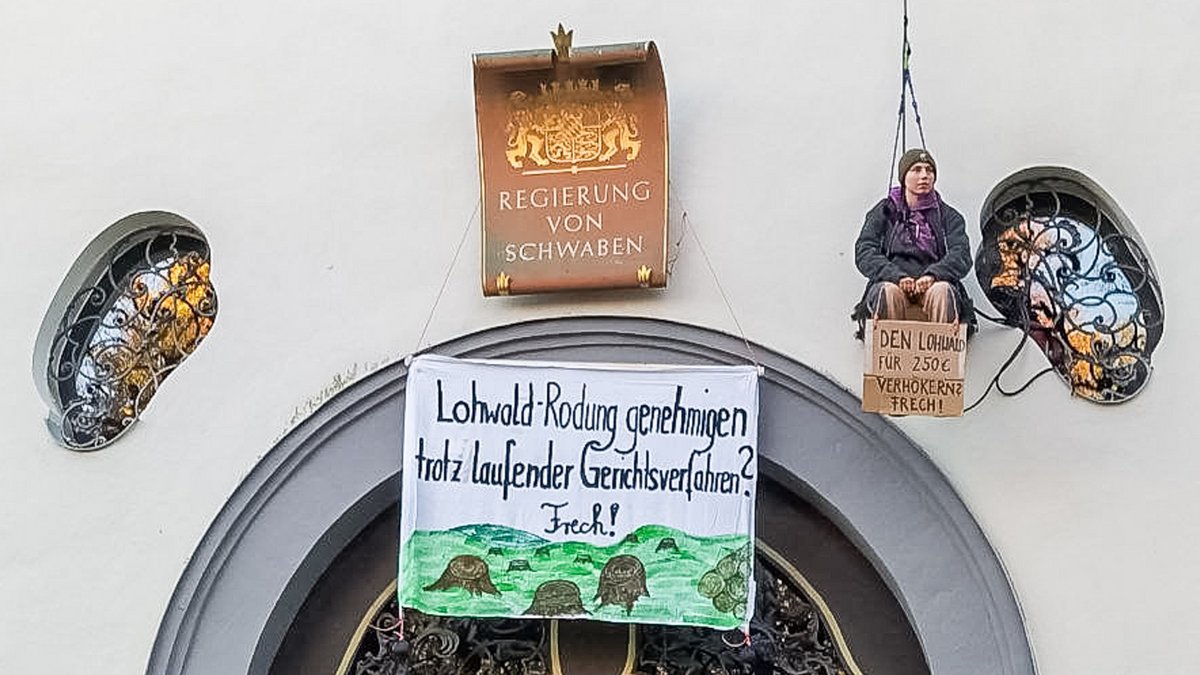 REGIERUNG
VON
SCHWABEN
DEN LOHWALD
FÜR 250€
VERHÖKERN?
FRECH!
Lohwald-Rodung genehmigen
trotz laufender Gerichtsverfahren?
Frech!